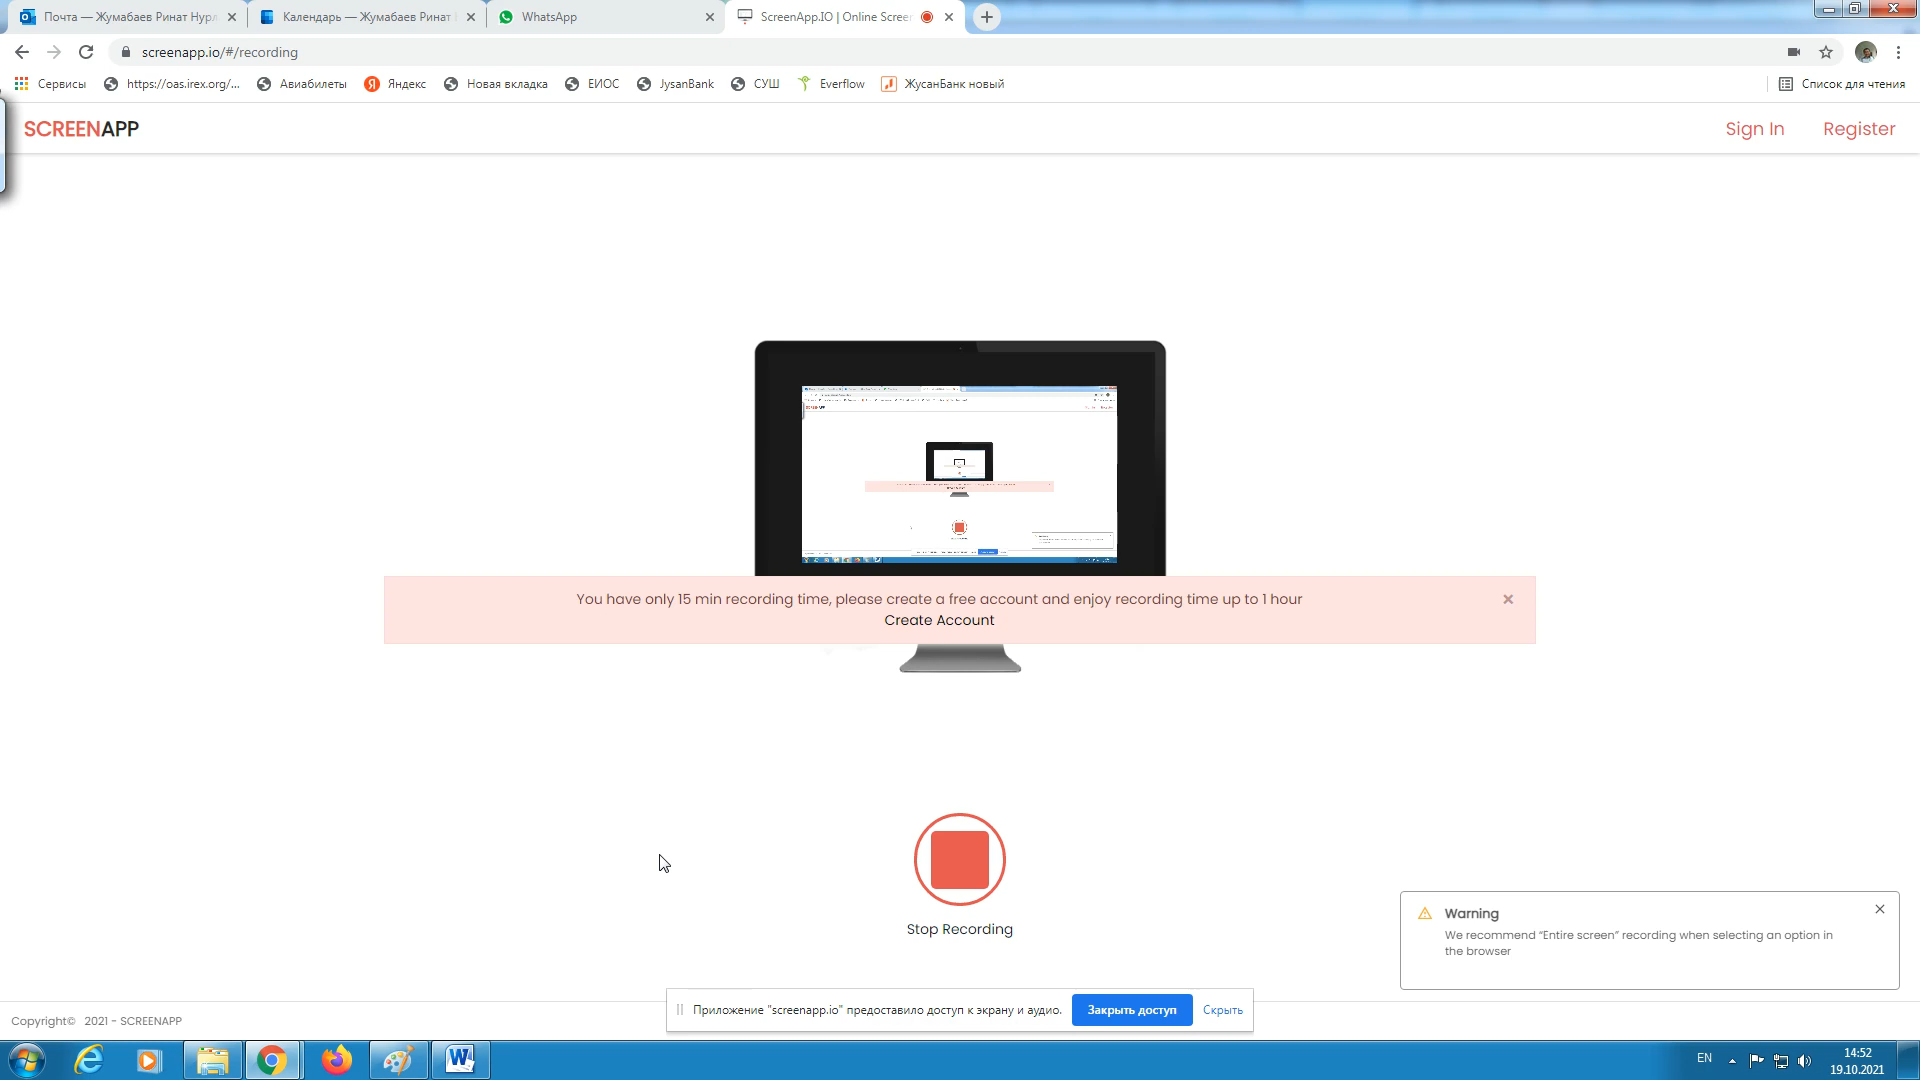 Почта — Жумабаев Ринат Нурл
Календарь — Жумабаев Ринат
WhatsApp
ScreenApp.IO | Online Screen
screenapp.io/#/recording
Сервисы
https://oas.irex.org/...
Авиабилеты
Яндекс
Новая вкладка
ЕИОС
JysanBank
СУШ
Everflow
ЖусанБанк новый
Список для чтения
SCREENAPP
Sign In
Register
You have only 15 min recording time, please create a free account and enjoy recording time up to 1 hour
Create Account
Stop Recording
Warning
We recommend “Entire screen” recording when selecting an option in
the browser
Приложение "screenapp.io" предоставило доступ к экрану и аудио.
Закрыть доступ
Скрыть
Copyright© 2021 - SCREENAPP
EN
14:52
19.10.2021